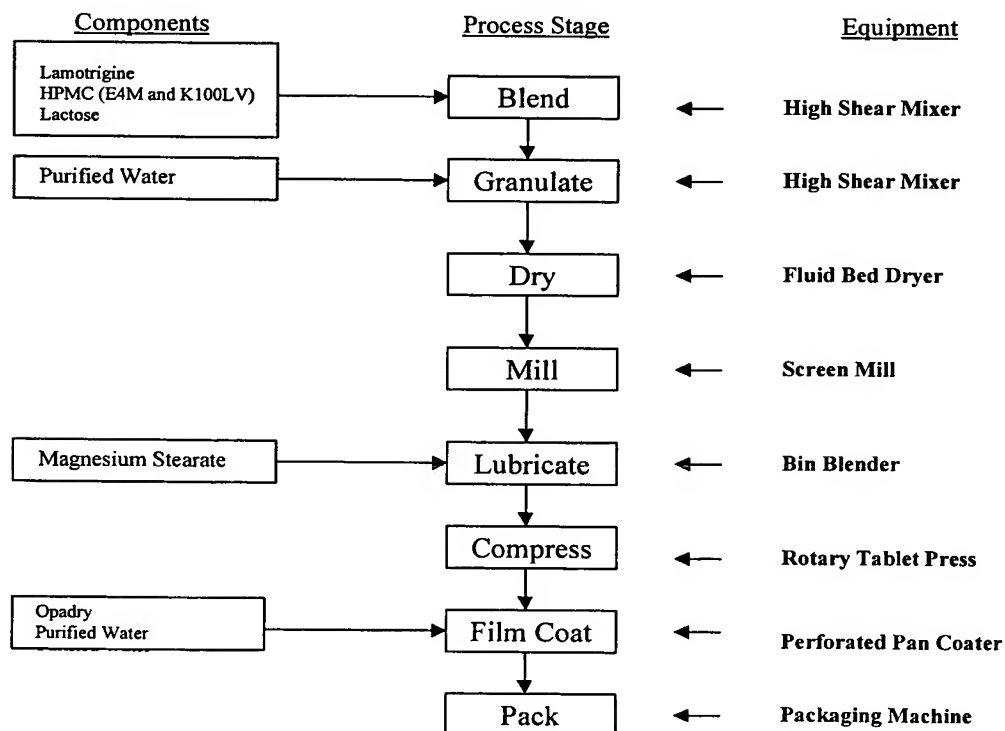 Components
Process Stage
Equipment
Lamotrigine
HPMC (E4M and K100LV)
Lactose
Blend
High Shear Mixer
Purified Water
Granulate
High Shear Mixer
Dry
Fluid Bed Dryer
Mill
Screen Mill
Magnesium Stearate
Lubricate
Bin Blender
Compress
Rotary Tablet Press
Opadry
Purified Water
Film Coat
Perforated Pan Coater
Pack
Packaging Machine